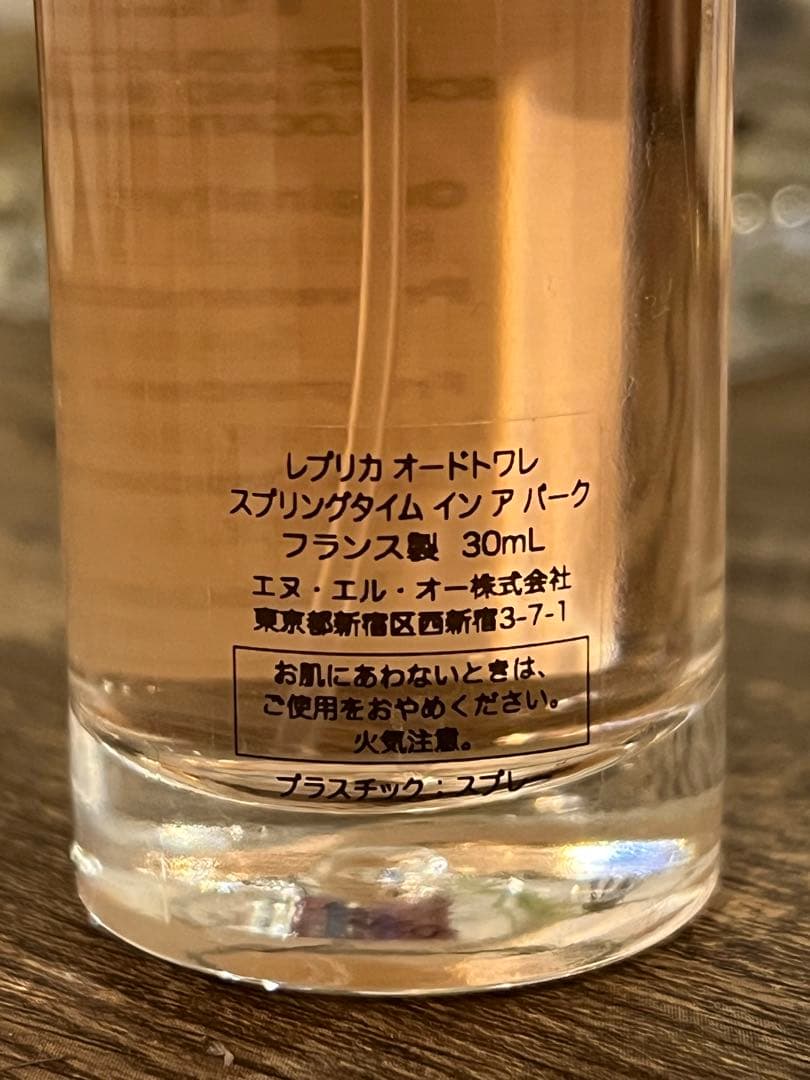 レプリカ オードトワレ
スプリングタイム イン ア パーク
フランス製 30mL
エヌ・エル・オー株式会社
東京都新宿区西新宿3-7-1
お肌にあわないときは、
ご使用をおやめください。
火気注意。
プラスチック：スプレー